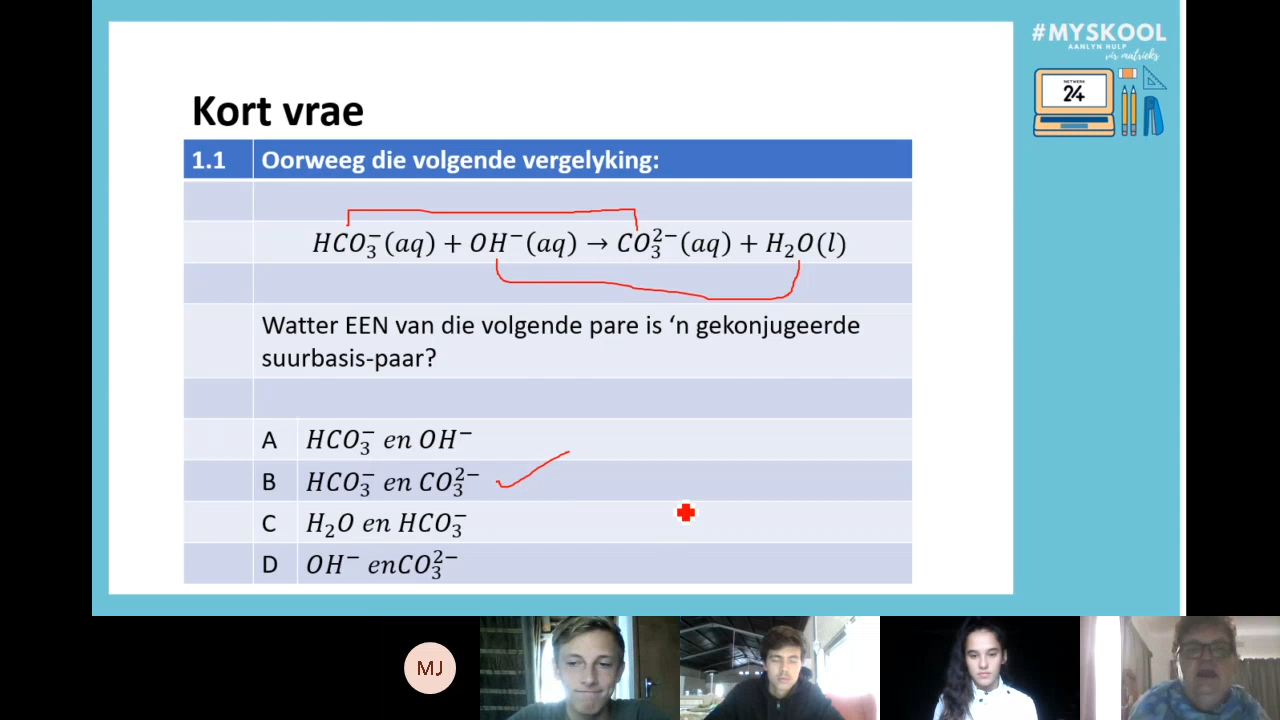 #MYSKOOL
AANLYN HULP
vir matrieks
NETWERK
24
Kort vrae
1.1 Oorweeg die volgende vergelyking:
HCO₃⁻(aq) + OH⁻(aq) → CO₃²⁻(aq) + H₂O(l)
Watter EEN van die volgende pare is ‘n gekonjugeerde
suurbasis-paar?
A HCO₃⁻ en OH⁻
B HCO₃⁻ en CO₃²⁻
C H₂O en HCO₃⁻
D OH⁻ enCO₃²⁻
MJ